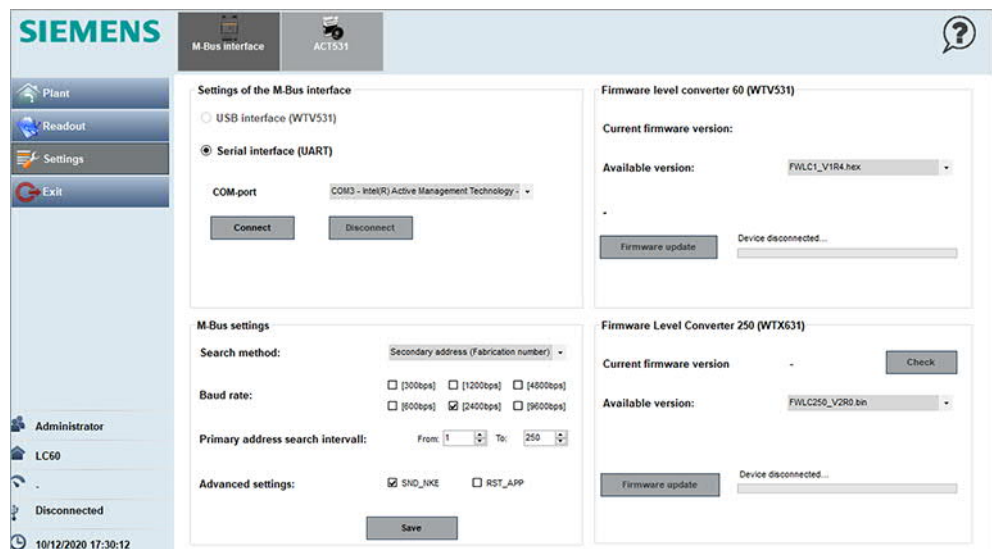 SIEMENS
M-Bus interface
ACT531
?
Plant
Readout
Settings
Exit
Administrator
LC60
-
Disconnected
10/12/2020 17:30:12
Settings of the M-Bus interface
USB interface (WTV531)
Serial interface (UART)
COM-port COM3 - Intel(R) Active Management Technology -
Connect Disconnect
Firmware level converter 60 (WTV531)
Current firmware version:
Available version: FWLC1_V1R4.hex
-
Device disconnected...
Firmware update
M-Bus settings
Search method: Secondary address (Fabrication number)
Baud rate:
[300bps] [1200bps] [4800bps]
[600bps] [2400bps] [9600bps]
Primary address search intervall: From: 1 To: 250
Advanced settings: SND_NKE RST_APP
Save
Firmware Level Converter 250 (WTX631)
Current firmware version - Check
Available version: FWLC250_V2R0.bin
Device disconnected...
Firmware update